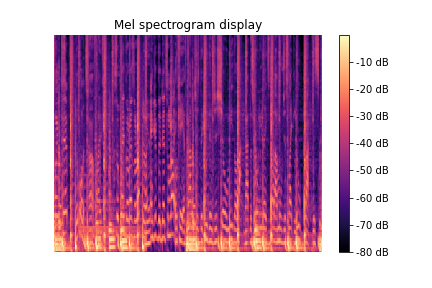 Mel spectrogram display
-10 dB
-20 dB
-30 dB
-40 dB
-50 dB
-60 dB
-70 dB
-80 dB